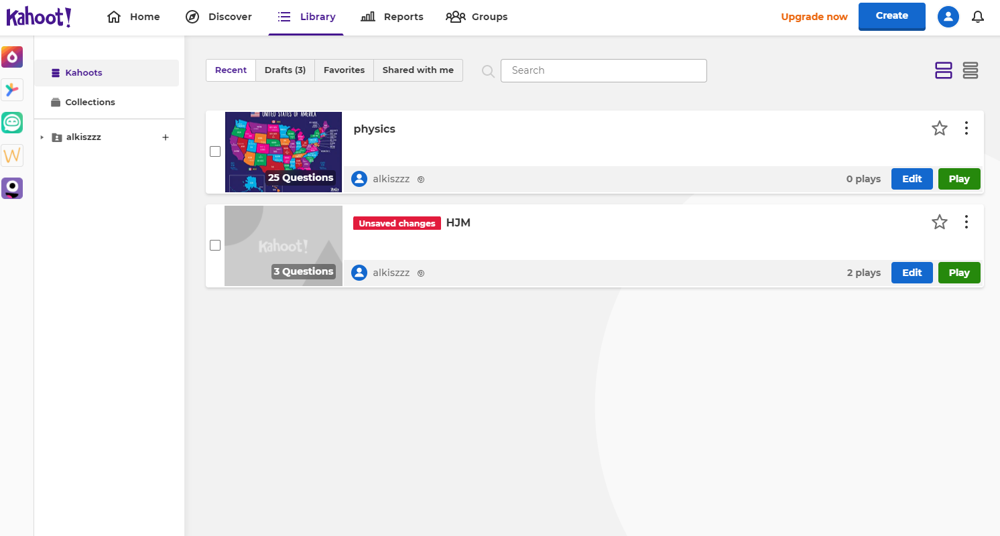 Kahoot!
Home
Discover
Library
Reports
Groups
Upgrade now
Create
Kahoots
Collections
alkiszzz
+
Recent
Drafts (3)
Favorites
Shared with me
Search
UNITED STATES OF AMERICA
25 Questions
physics
alkiszzz
0 plays
Edit
Play
Kahoot!
3 Questions
Unsaved changes
HJM
alkiszzz
2 plays
Edit
Play